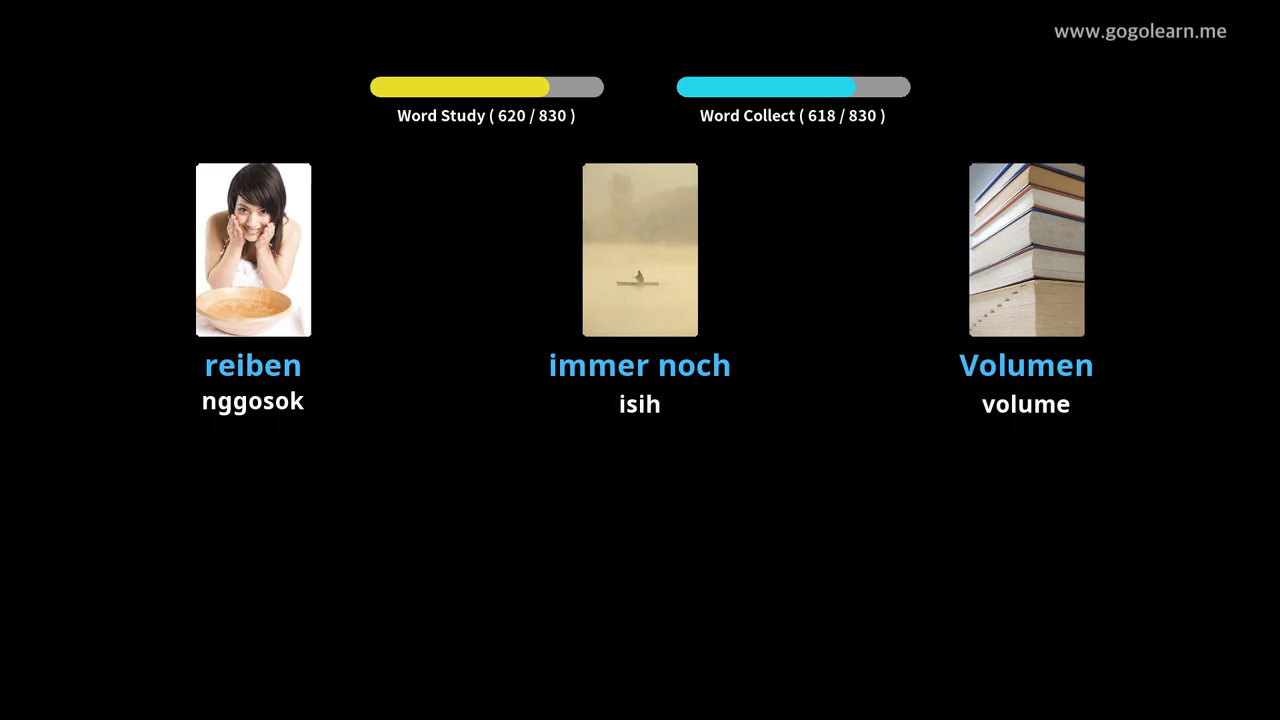 www.gogolearn.me
Word Study ( 620 / 830 )
Word Collect ( 618 / 830 )
reiben
nggosok
immer noch
isih
Volumen
volume